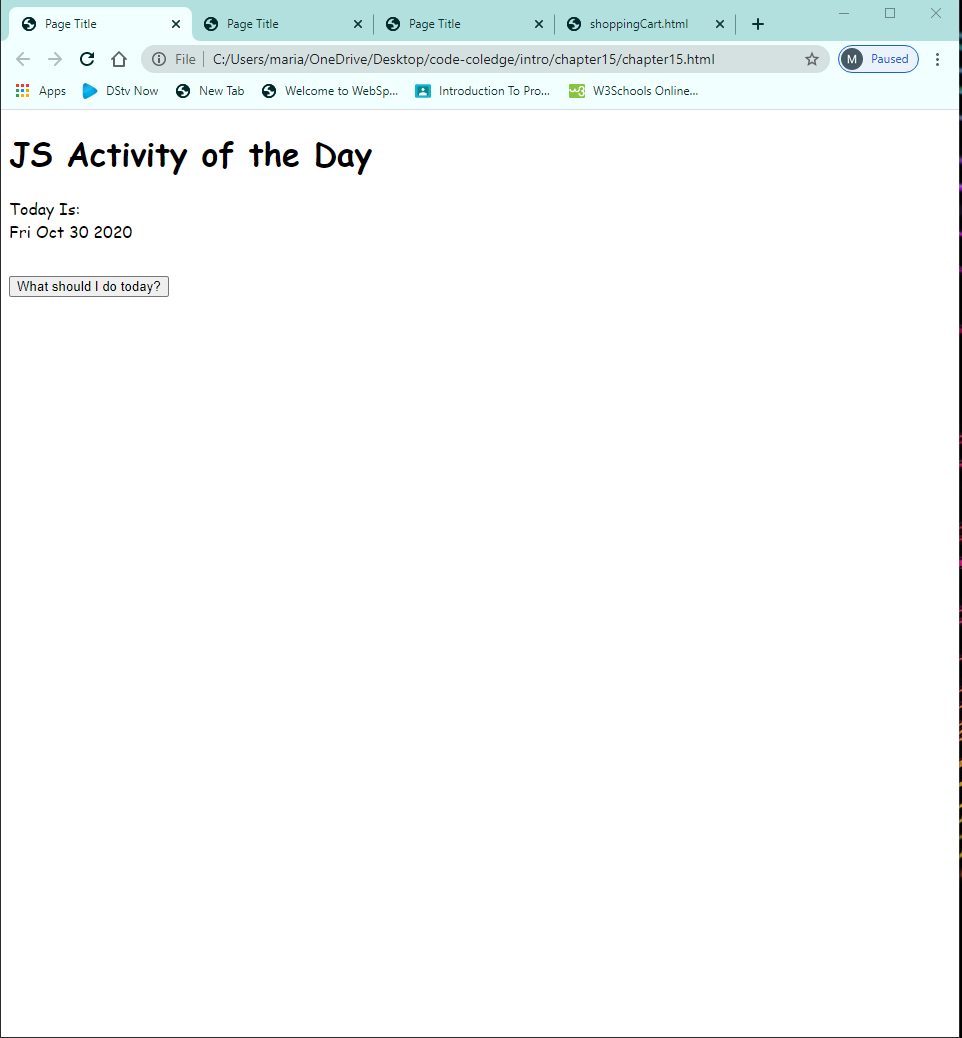 Page Title
Page Title
Page Title
shoppingCart.html
File
C:/Users/maria/OneDrive/Desktop/code-coledge/intro/chapter15/chapter15.html
M
Paused
Apps
DStv Now
New Tab
Welcome to WebSp...
Introduction To Pro...
W3Schools Online...
JS Activity of the Day
Today Is:
Fri Oct 30 2020
What should I do today?